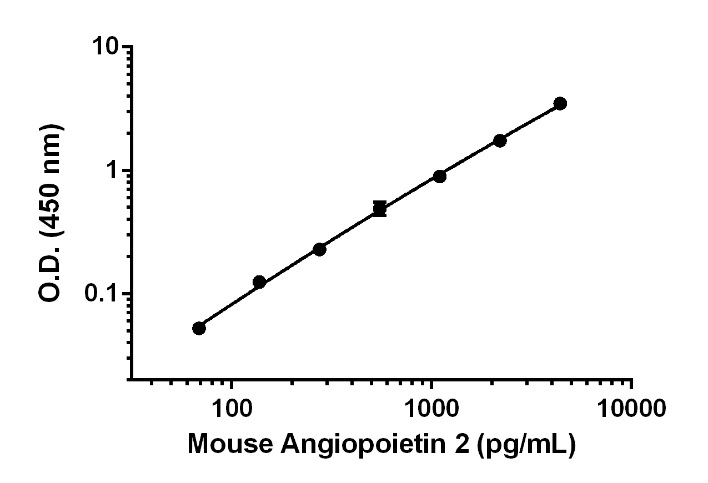 10
1
0.1
O.D. (450 nm)
100 1000 10000
Mouse Angiopoietin 2 (pg/mL)